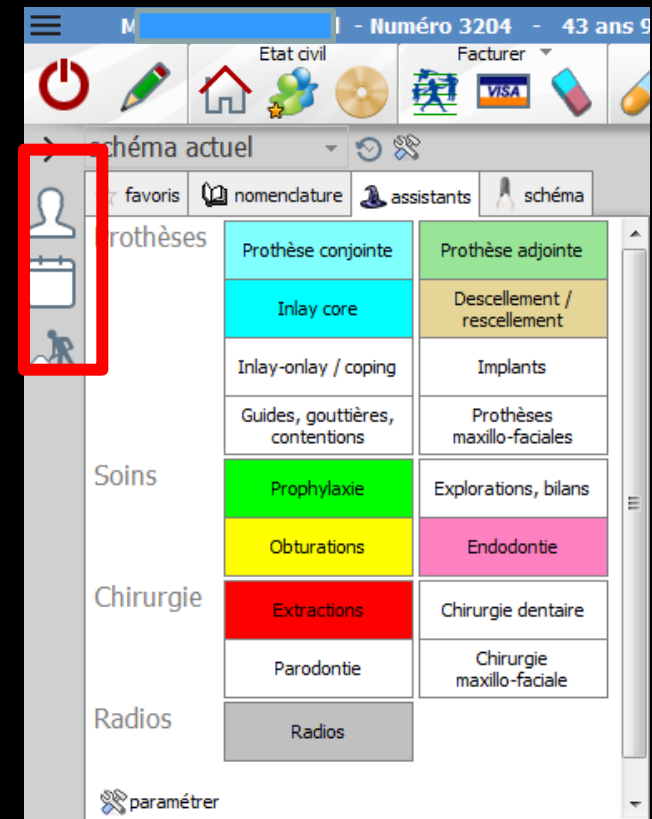 M - Numéro 3204 - 43 ans 9
Etat civil
Facturer
VISA
schéma actuel
favoris nomenclature assistants schéma
Prothèses
Prothèse conjointe Prothèse adjointe
Inlay core Descellement /
rescellement
Inlay-onlay / coping Implants
Guides, gouttières,
contentions
Prothèses
maxillo-faciales
Soins
Prophylaxie Explorations, bilans
Obturations Endodontie
Chirurgie
Extractions Chirurgie dentaire
Parodontie Chirurgie
maxillo-faciale
Radios
Radios
paramétrer